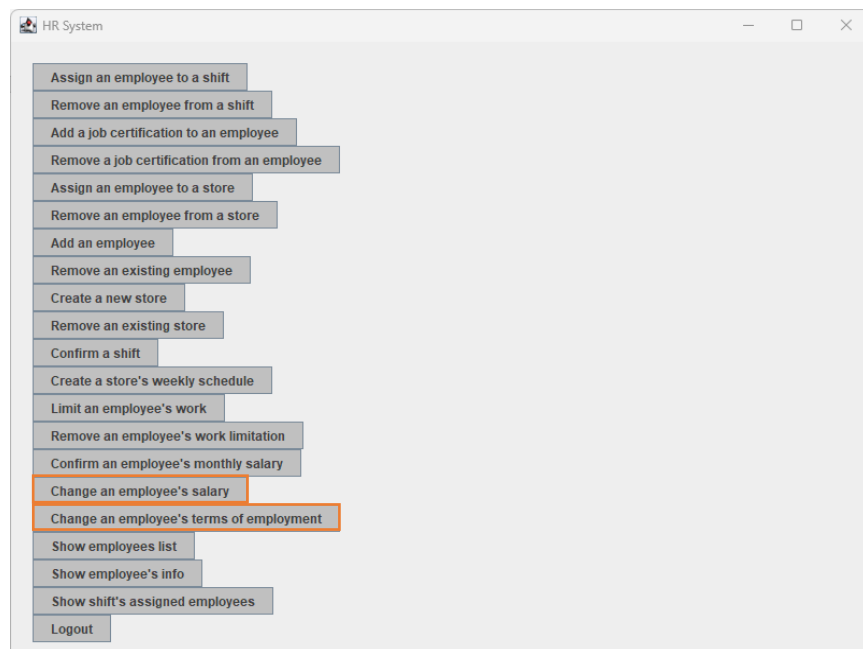 HR System
Assign an employee to a shift
Remove an employee from a shift
Add a job certification to an employee
Remove a job certification from an employee
Assign an employee to a store
Remove an employee from a store
Add an employee
Remove an existing employee
Create a new store
Remove an existing store
Confirm a shift
Create a store's weekly schedule
Limit an employee's work
Remove an employee's work limitation
Confirm an employee's monthly salary
Change an employee's salary
Change an employee's terms of employment
Show employees list
Show employee's info
Show shift's assigned employees
Logout